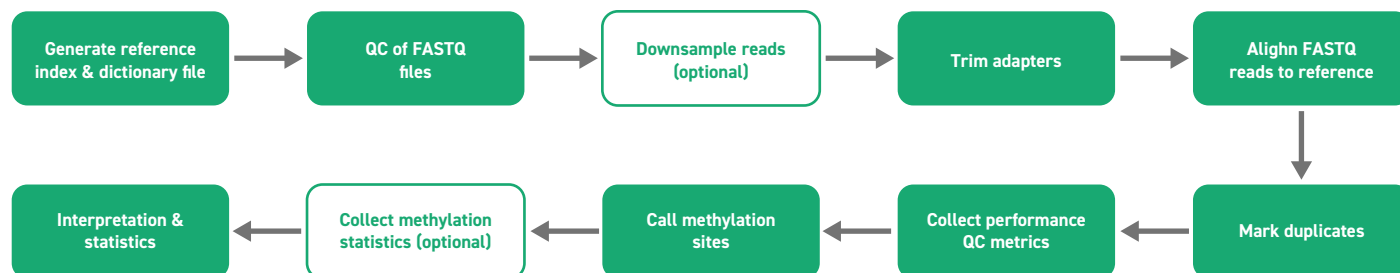 Generate reference
index & dictionary file
QC of FASTQ
files
Downsample reads
(optional)
Trim adapters
Alighn FASTQ
reads to reference
Interpretation &
statistics
Collect methylation
statistics (optional)
Call methylation
sites
Collect performance
QC metrics
Mark duplicates